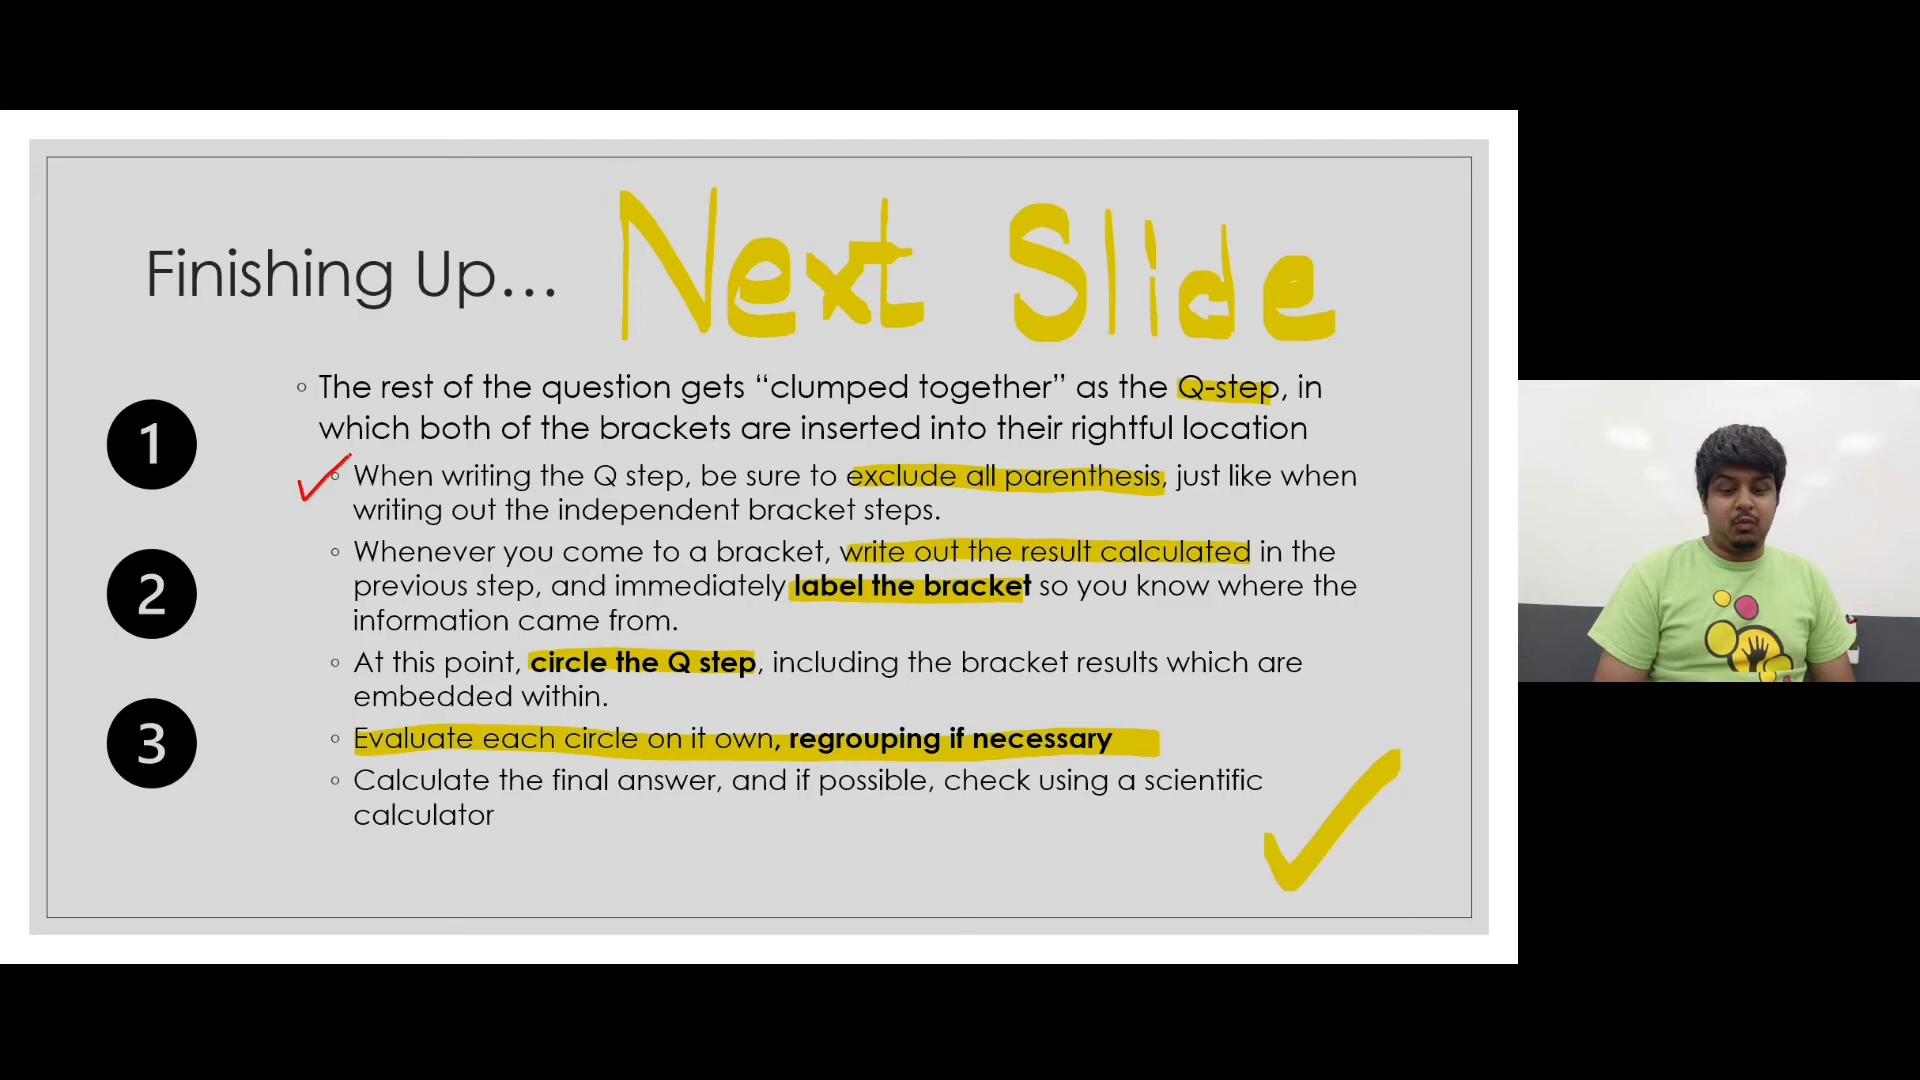 Finishing Up...
Next Slide
1
◦ The rest of the question gets “clumped together” as the Q-step, in
which both of the brackets are inserted into their rightful location
◦ When writing the Q step, be sure to exclude all parenthesis, just like when
writing out the independent bracket steps.
2
◦ Whenever you come to a bracket, write out the result calculated in the
previous step, and immediately label the bracket so you know where the
information came from.
◦ At this point, circle the Q step, including the bracket results which are
embedded within.
3
◦ Evaluate each circle on it own, regrouping if necessary
◦ Calculate the final answer, and if possible, check using a scientific
calculator